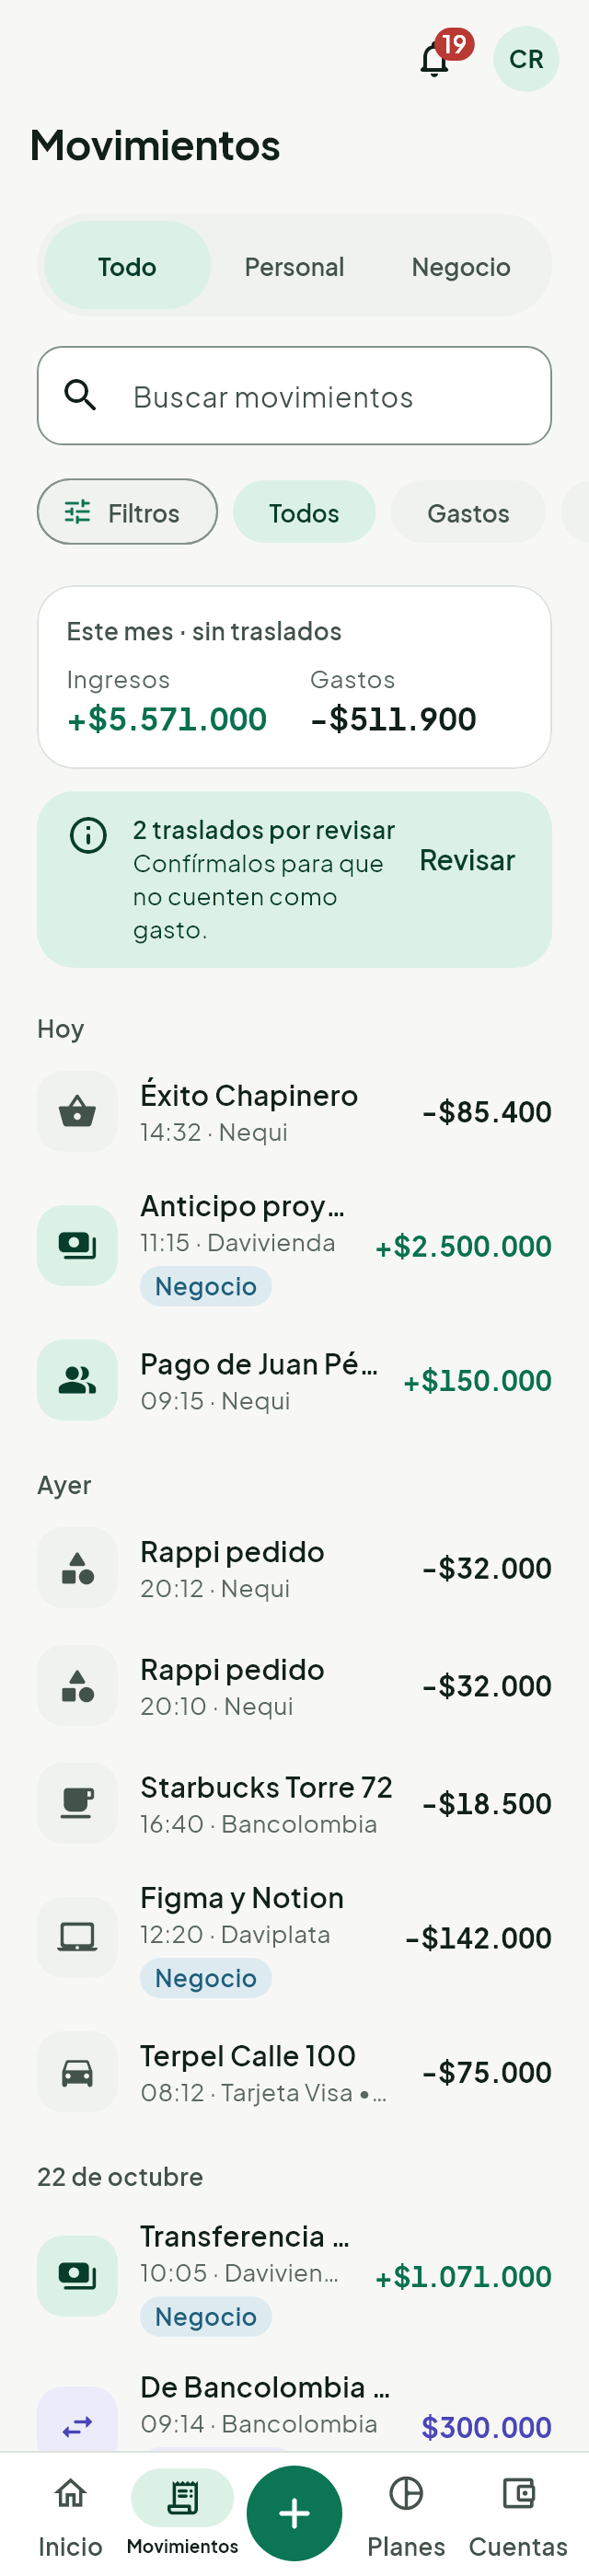 19
CR
Movimientos
Todo Personal Negocio
Buscar movimientos
Filtros Todos Gastos
Este mes · sin traslados
Ingresos Gastos
+$5.571.000 -$511.900
2 traslados por revisar
Confírmalos para que
no cuenten como
gasto.
Revisar
Hoy
Éxito Chapinero
14:32 · Nequi
-$85.400
Anticipo proy...
11:15 · Davivienda
+$2.500.000
Negocio
Pago de Juan Pé...
09:15 · Nequi
+$150.000
Ayer
Rappi pedido
20:12 · Nequi
-$32.000
Rappi pedido
20:10 · Nequi
-$32.000
Starbucks Torre 72
16:40 · Bancolombia
-$18.500
Figma y Notion
12:20 · Daviplata
-$142.000
Negocio
Terpel Calle 100
08:12 · Tarjeta Visa •...
-$75.000
22 de octubre
Transferencia ...
10:05 · Davivien...
+$1.071.000
Negocio
De Bancolombia ...
09:14 · Bancolombia
$300.000
Inicio Movimientos Planes Cuentas